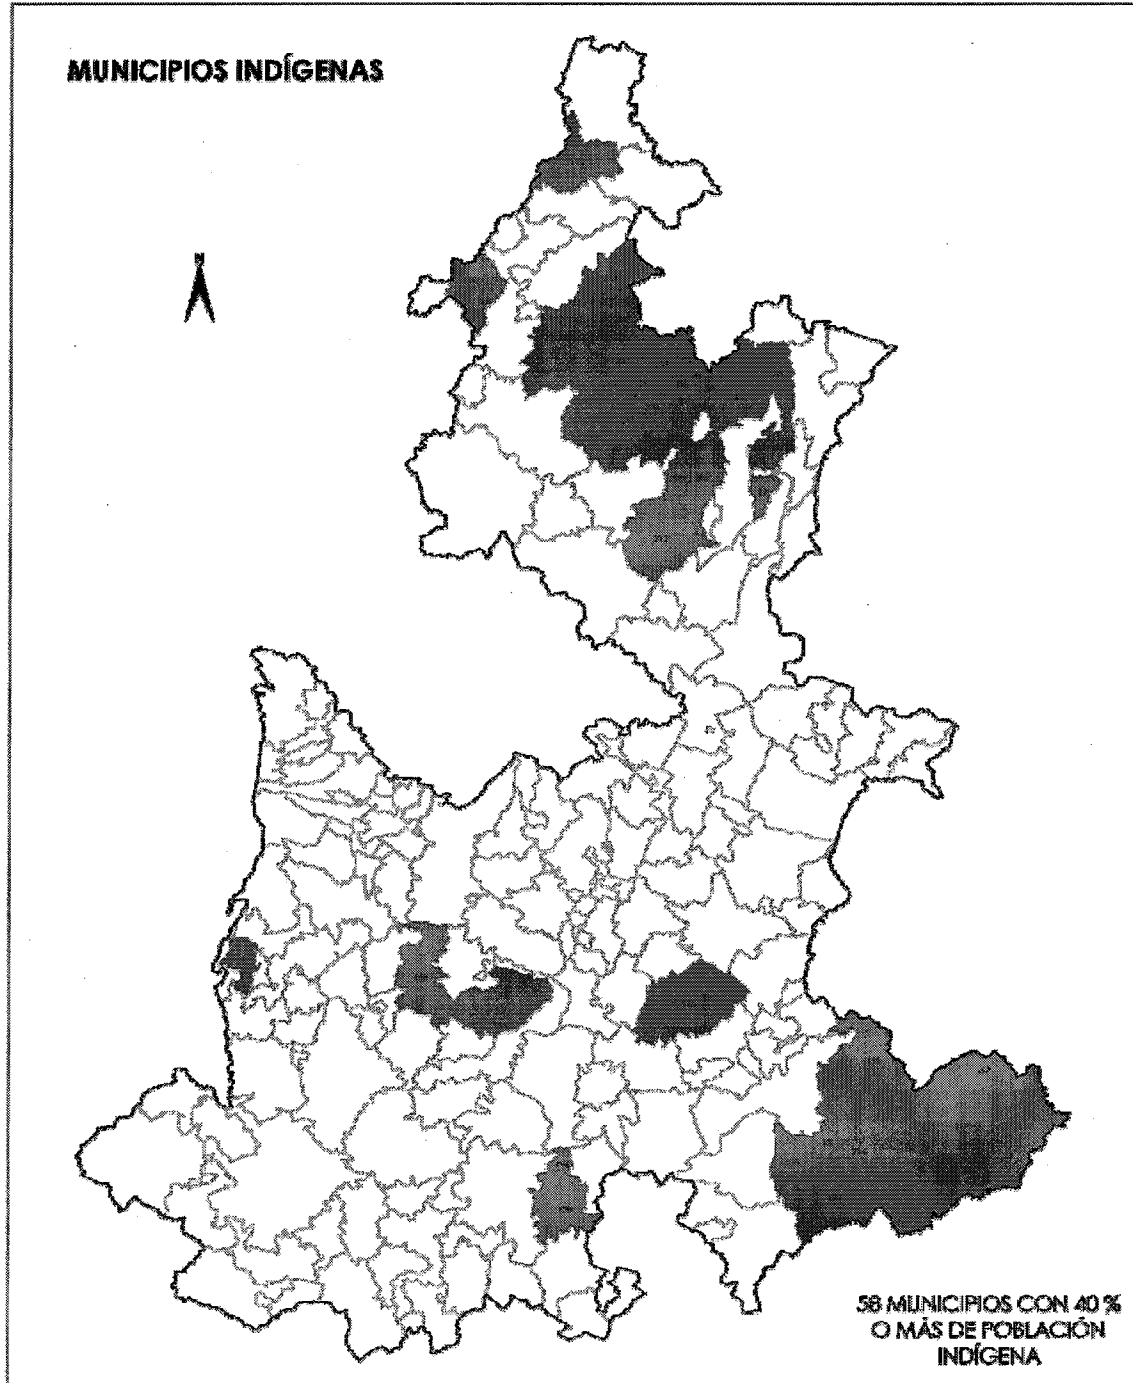 MUNICIPIOS INDÍGENAS
N
58 MUNICIPIOS CON 40 %
O MÁS DE POBLACIÓN
INDÍGENA